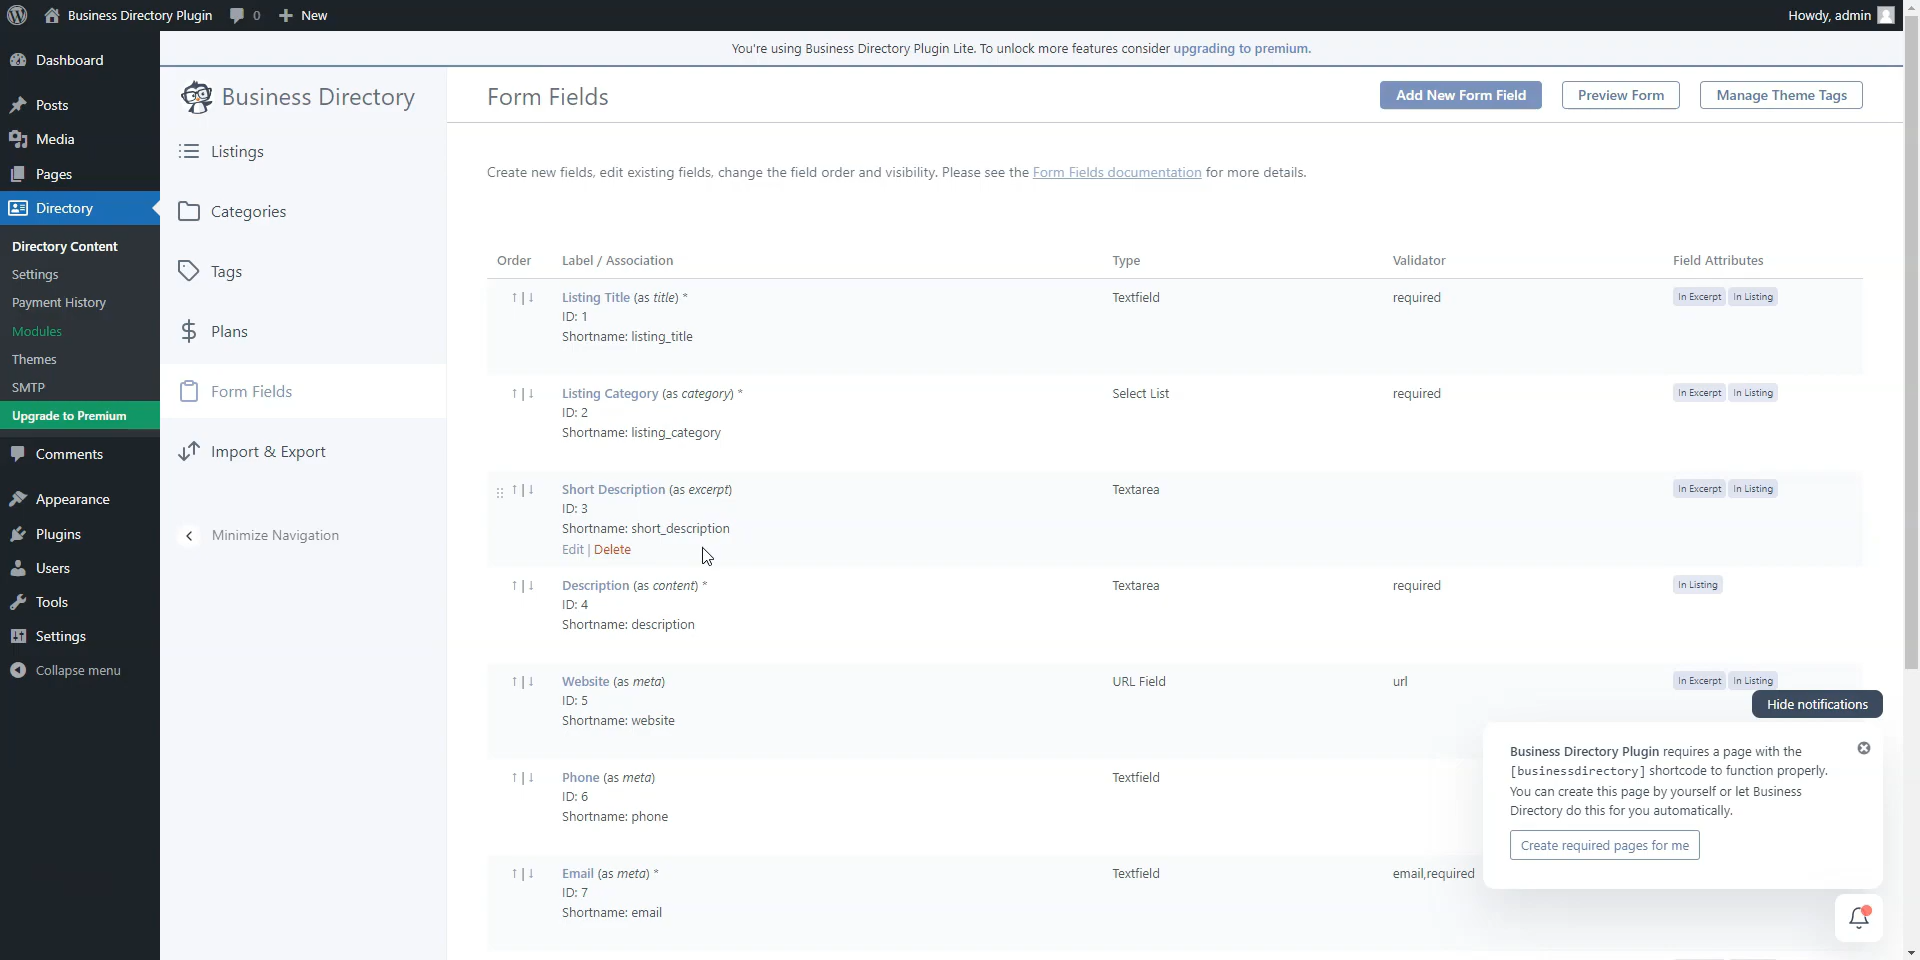 Business Directory Plugin 0 New Howdy, admin
You're using Business Directory Plugin Lite. To unlock more features consider upgrading to premium.
Dashboard
Posts
Media
Pages
Directory
Directory Content
Settings
Payment History
Modules
Themes
SMTP
Upgrade to Premium
Comments
Appearance
Plugins
Users
Tools
Settings
Collapse menu
Business Directory
Listings
Categories
Tags
Plans
Form Fields
Import & Export
Minimize Navigation
Form Fields Add New Form Field Preview Form Manage Theme Tags
Create new fields, edit existing fields, change the field order and visibility. Please see the Form Fields documentation for more details.
Order Label / Association Type Validator Field Attributes
↑ | ↓ Listing Title (as title) * Textfield required In Excerpt In Listing
ID: 1
Shortname: listing_title
↑ | ↓ Listing Category (as category) * Select List required In Excerpt In Listing
ID: 2
Shortname: listing_category
↑ | ↓ Short Description (as excerpt) Textarea In Excerpt In Listing
ID: 3
Shortname: short_description
Edit | Delete
↑ | ↓ Description (as content) * Textarea required In Listing
ID: 4
Shortname: description
↑ | ↓ Website (as meta) URL Field url In Excerpt In Listing
ID: 5
Shortname: website
↑ | ↓ Phone (as meta) Textfield
ID: 6
Shortname: phone
↑ | ↓ Email (as meta) * Textfield email,required
ID: 7
Shortname: email
Hide notifications
Business Directory Plugin requires a page with the
[businessdirectory] shortcode to function properly.
You can create this page by yourself or let Business
Directory do this for you automatically.
Create required pages for me